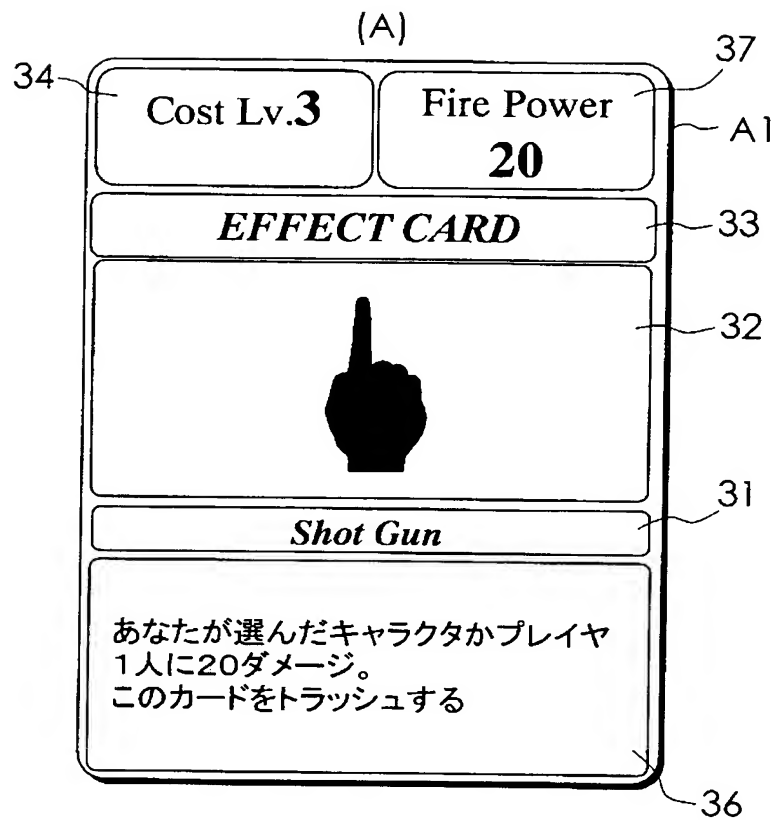 (A)
34
37
Cost Lv.3
Fire Power
20
A1
EFFECT CARD
33
32
Shot Gun
31
あなたが選んだキャラクタかプレイヤ
1人に20ダメージ。
このカードをトラッシュする
36